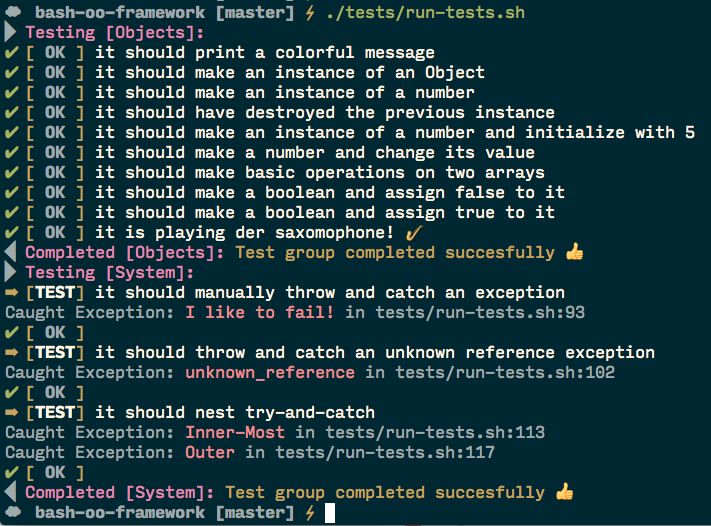 bash-oo-framework [master] ⚡ ./tests/run-tests.sh
Testing [Objects]:
✔ [ OK ] it should print a colorful message
✔ [ OK ] it should make an instance of an Object
✔ [ OK ] it should make an instance of a number
✔ [ OK ] it should have destroyed the previous instance
✔ [ OK ] it should make an instance of a number and initialize with 5
✔ [ OK ] it should make a number and change its value
✔ [ OK ] it should make basic operations on two arrays
✔ [ OK ] it should make a boolean and assign false to it
✔ [ OK ] it should make a boolean and assign true to it
✔ [ OK ] it is playing der saxomophone! ✔
Completed [Objects]: Test group completed succesfully 👍
Testing [System]:
➡ [TEST] it should manually throw and catch an exception
Caught Exception: I like to fail! in tests/run-tests.sh:93
✔ [ OK ]
➡ [TEST] it should throw and catch an unknown reference exception
Caught Exception: unknown_reference in tests/run-tests.sh:102
✔ [ OK ]
➡ [TEST] it should nest try-and-catch
Caught Exception: Inner-Most in tests/run-tests.sh:113
Caught Exception: Outer in tests/run-tests.sh:117
✔ [ OK ]
Completed [System]: Test group completed succesfully 👍
bash-oo-framework [master] ⚡